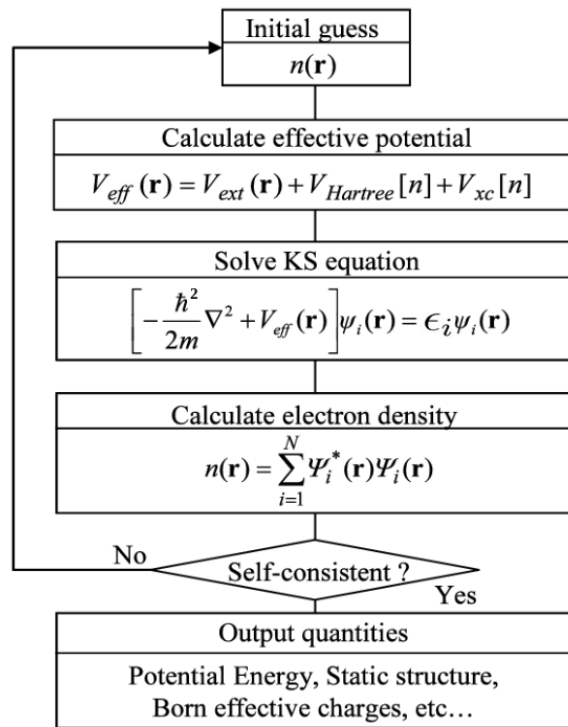 Initial guess
n(r)
Calculate effective potential
V_eff(r) = V_ext(r) + V_Hartree[n] + V_xc[n]
Solve KS equation
[-ħ²/2m ∇² + V_eff(r)]ψ_i(r) = ϵ_i ψ_i(r)
Calculate electron density
n(r) = ∑_{i=1}^{N} Ψ_i^*(r)Ψ_i(r)
No
Self-consistent ?
Yes
Output quantities
Potential Energy, Static structure,
Born effective charges, etc…